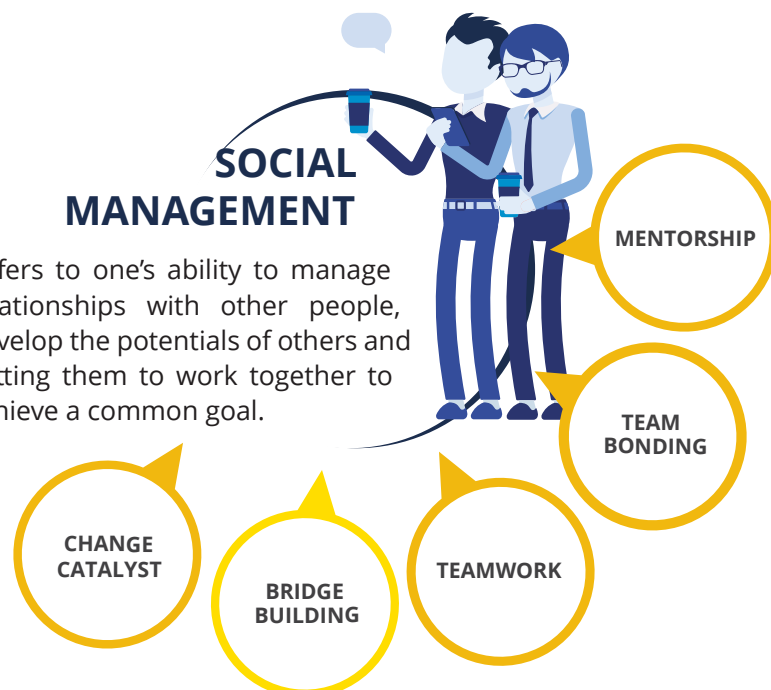 SOCIAL
MANAGEMENT
fers to one's ability to manage
ationships with other people,
velop the potentials of others and
tting them to work together to
hieve a common goal.
MENTORSHIP
TEAM
BONDING
CHANGE
CATALYST
BRIDGE
BUILDING
TEAMWORK